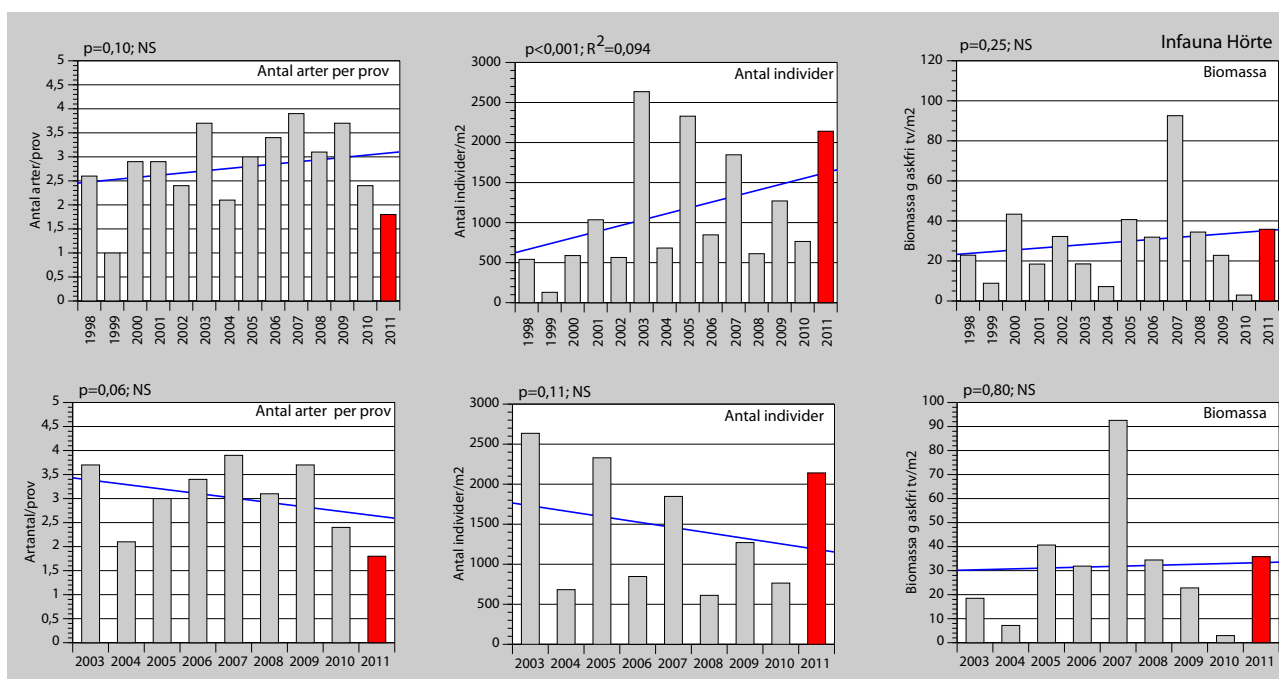 Infauna Hörte
p=0,10; NS
Antal arter per prov
Antal arter/prov
5
4,5
4
3,5
3
2,5
2
1,5
1
0,5
0
1998 1999 2000 2001 2002 2003 2004 2005 2006 2007 2008 2009 2010 2011
p<0,001; R2=0,094
Antal individer
Antal individer/m2
3000
2500
2000
1500
1000
500
0
1998 1999 2000 2001 2002 2003 2004 2005 2006 2007 2008 2009 2010 2011
p=0,25; NS
Biomassa
Biomassa g askfri tv/m2
120
100
80
60
40
20
0
1998 1999 2000 2001 2002 2003 2004 2005 2006 2007 2008 2009 2010 2011
p=0,06; NS
Antal arter per prov
Artantal/prov
5
4,5
4
3,5
3
2,5
2
1,5
1
0,5
0
2003 2004 2005 2006 2007 2008 2009 2010 2011
p=0,11; NS
Antal individer
Antal individer/m2
3000
2500
2000
1500
1000
500
0
2003 2004 2005 2006 2007 2008 2009 2010 2011
p=0,80; NS
Biomassa
Biomassa g askfri tv/m2
100
90
80
70
60
50
40
30
20
10
0
2003 2004 2005 2006 2007 2008 2009 2010 2011